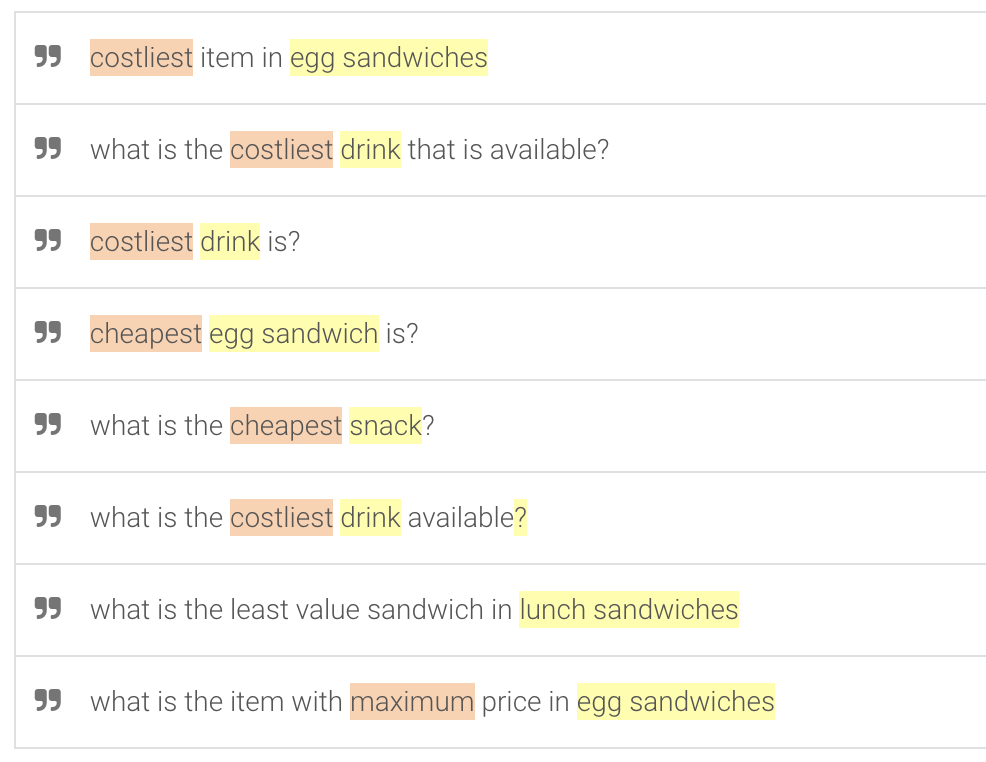 costliest item in egg sandwiches
what is the costliest drink that is available?
costliest drink is?
cheapest egg sandwich is?
what is the cheapest snack?
what is the costliest drink available?
what is the least value sandwich in lunch sandwiches
what is the item with maximum price in egg sandwiches